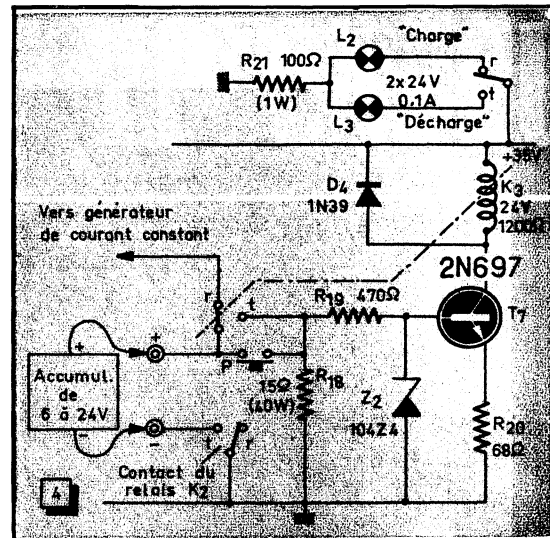 L2 "Charge"
R21 100Ω
(1W)
2x24V
0,1A
r
t
L3 "Décharge"
+36V
D4
1N39
K3
24V
1200Ω
Vers générateur
de courant constant
2N697
r
t
R19 470Ω
T7
+
+
P
Accumul.
de
6 à 24V
15Ω
(40W)
R18
Z2
104Z4
R20
68Ω
-
-
t
r
Contact du
relais K2
4